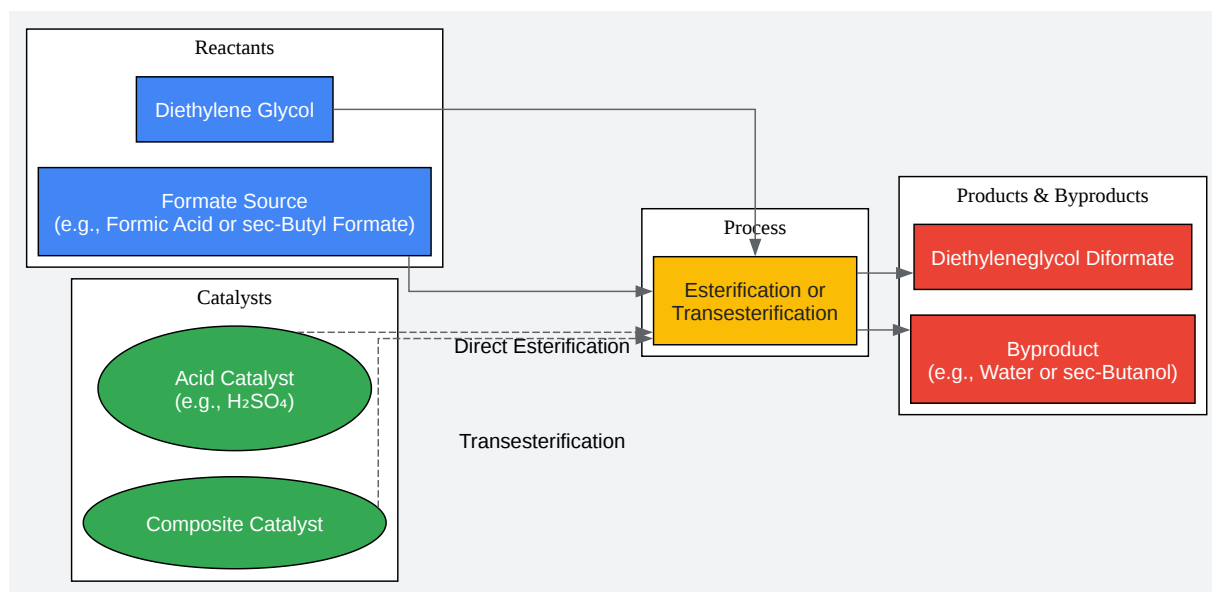 Reactants
Diethylene Glycol
Formate Source
(e.g., Formic Acid or sec-Butyl Formate)
Catalysts
Acid Catalyst
(e.g., H₂SO₄)
Composite Catalyst
Direct Esterification
Transesterification
Process
Esterification or
Transesterification
Products & Byproducts
Diethyleneglycol Diformate
Byproduct
(e.g., Water or sec-Butanol)